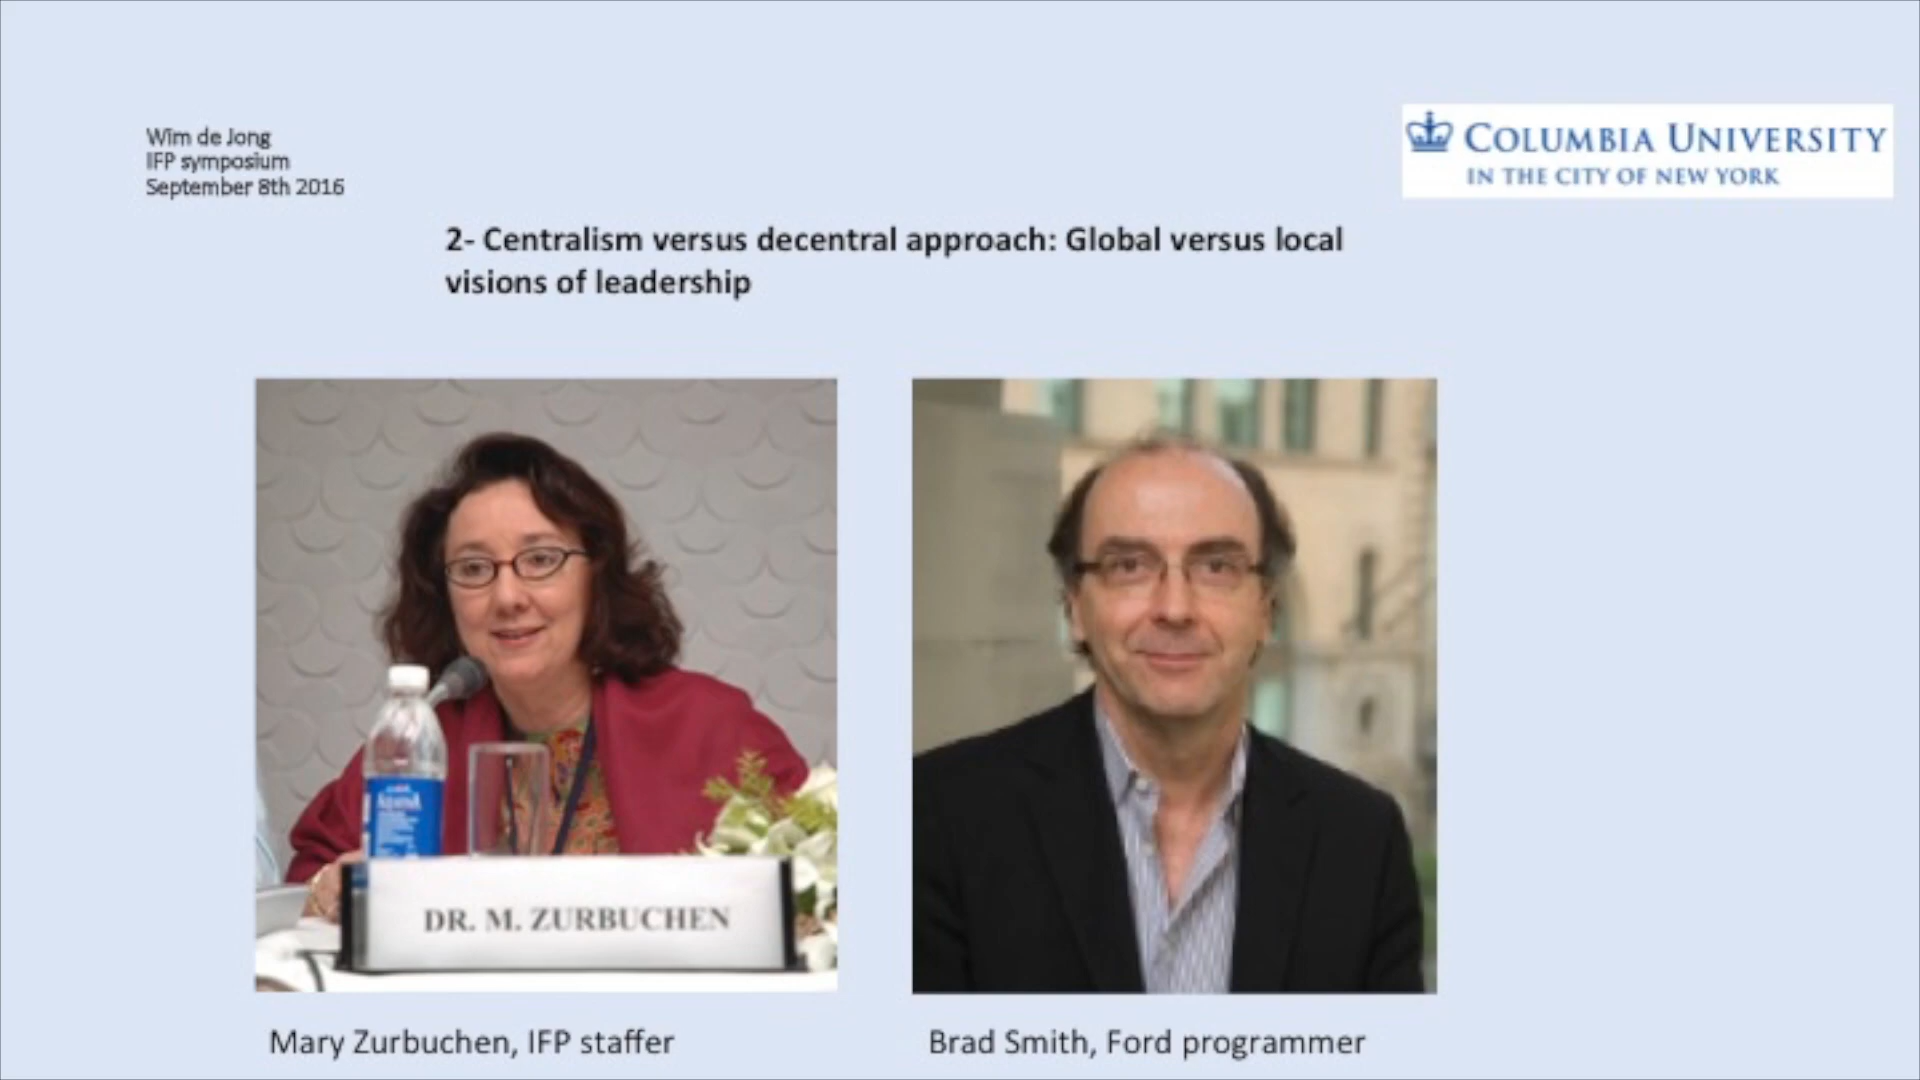 Wim de Jong
IFP symposium
September 8th 2016
COLUMBIA UNIVERSITY
IN THE CITY OF NEW YORK
2- Centralism versus decentral approach: Global versus local
visions of leadership
DR. M. ZURBUCHEN
Mary Zurbuchen, IFP staffer
Brad Smith, Ford programmer